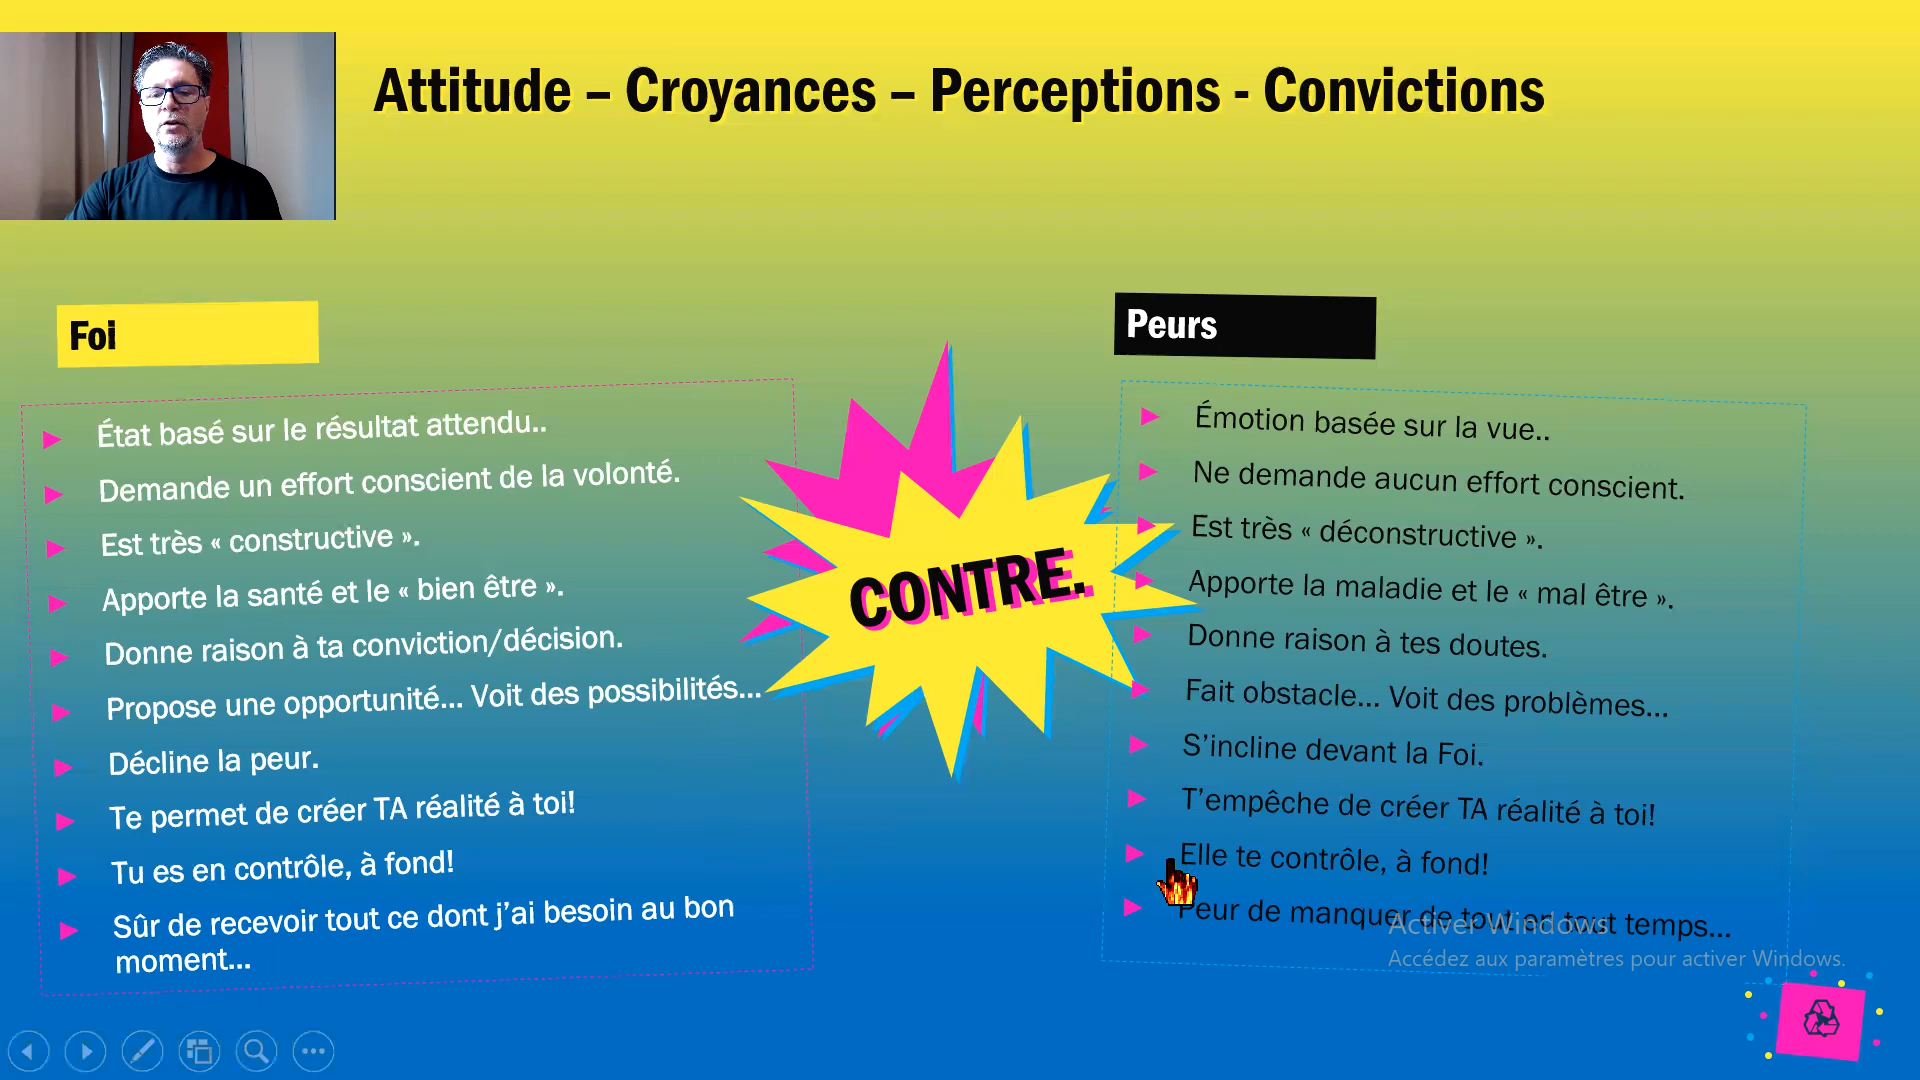 Attitude – Croyances – Perceptions - Convictions
Foi
État basé sur le résultat attendu..
Demande un effort conscient de la volonté.
Est très « constructive ».
Apporte la santé et le « bien être ».
Donne raison à ta conviction/décision.
Propose une opportunité... Voit des possibilités...
Décline la peur.
Te permet de créer TA réalité à toi!
Tu es en contrôle, à fond!
Sûr de recevoir tout ce dont j'ai besoin au bon
moment...
CONTRE.
Peurs
Émotion basée sur la vue..
Ne demande aucun effort conscient.
Est très « déconstructive ».
Apporte la maladie et le « mal être ».
Donne raison à tes doutes.
Fait obstacle... Voit des problèmes...
S'incline devant la Foi.
T'empêche de créer TA réalité à toi!
Elle te contrôle, à fond!
Peur de manquer de tout en tout temps...
Activer Windows
Accédez aux paramètres pour activer Windows.